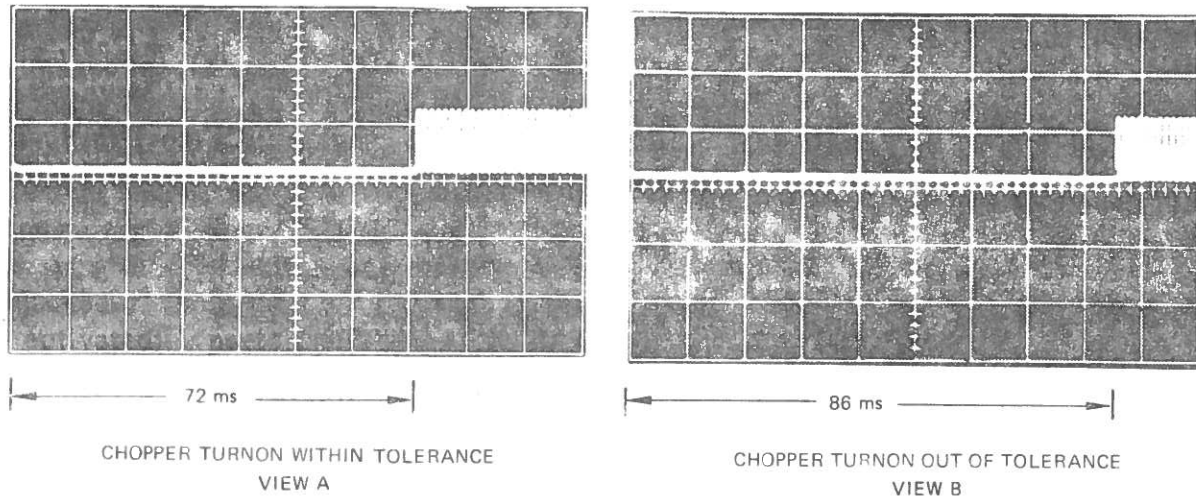 72 ms
CHOPPER TURNON WITHIN TOLERANCE
VIEW A
86 ms
CHOPPER TURNON OUT OF TOLERANCE
VIEW B